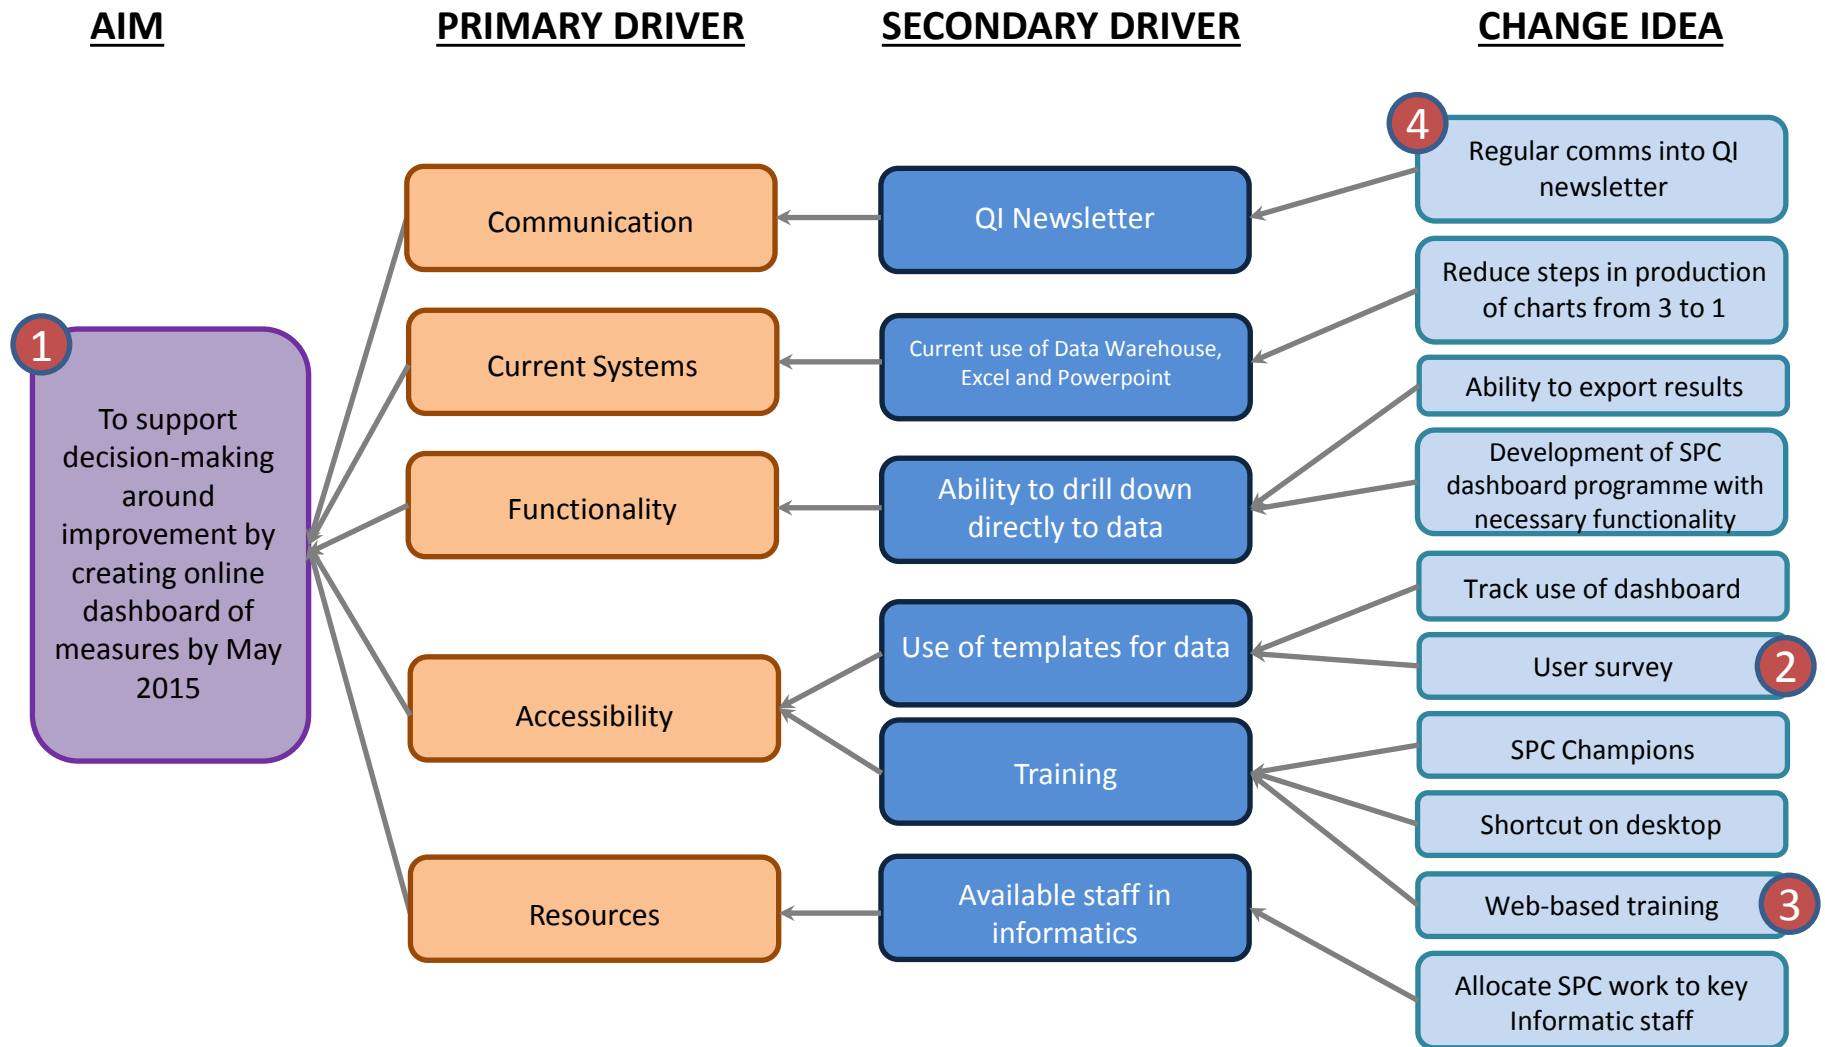 AIM
PRIMARY DRIVER
SECONDARY DRIVER
CHANGE IDEA
1
To support
decision-making
around
improvement by
creating online
dashboard of
measures by May
2015
Communication
Current Systems
Functionality
Accessibility
Resources
QI Newsletter
Current use of Data Warehouse,
Excel and Powerpoint
Ability to drill down
directly to data
Use of templates for data
Training
Available staff in
informatics
4
Regular comms into QI
newsletter
Reduce steps in production
of charts from 3 to 1
Ability to export results
Development of SPC
dashboard programme with
necessary functionality
Track use of dashboard
User survey
2
SPC Champions
Shortcut on desktop
Web-based training
3
Allocate SPC work to key
Informatic staff